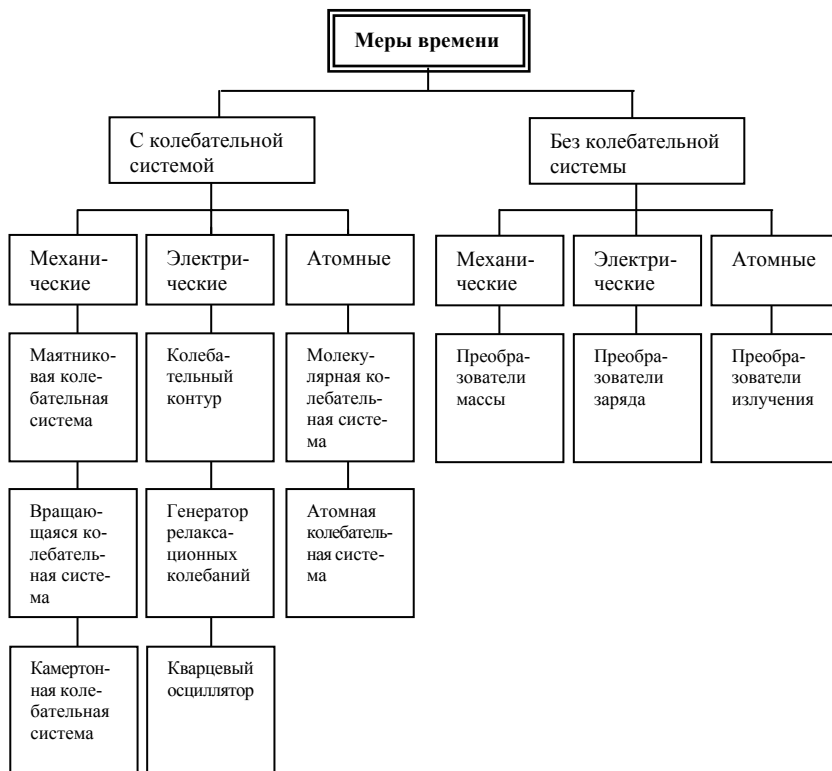 Меры времени
С колебательной
системой
Без колебательной
системы
Механи-
ческие
Электри-
ческие
Атомные
Механи-
ческие
Электри-
ческие
Атомные
Маятнико-
вая колеб-
бательная
система
Колеба-
тельный
контур
Молеку-
лярная ко-
лебатель-
ная систе-
ма
Преобра-
зователи
массы
Преобра-
зователи
заряда
Преобра-
зователи
излучения
Вращаю-
щаяся ко-
лебатель-
ная систе-
ма
Генератор
релакса-
ционных
колебаний
Атомная
колебатель-
ная систе-
ма
Камертон-
ная коле-
бательная
система
Кварцевый
осциллятор